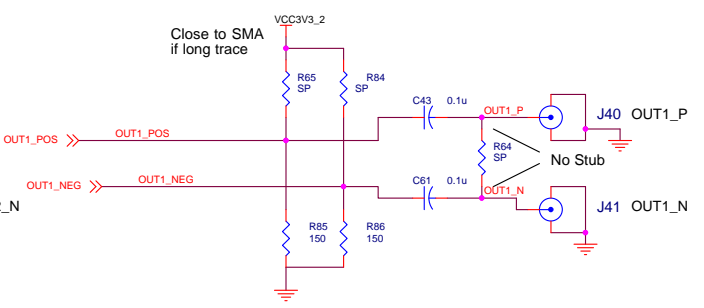 VCC3V3_2
Close to SMA
if long trace
R65
SP
R84
SP
C43 0.1u
OUT1_P
J40 OUT1_P
OUT1_POS OUT1_POS
R64
SP
No Stub
OUT1_NEG OUT1_NEG
C61 0.1u
OUT1_N
J41 OUT1_N
_N
R85
150
R86
150